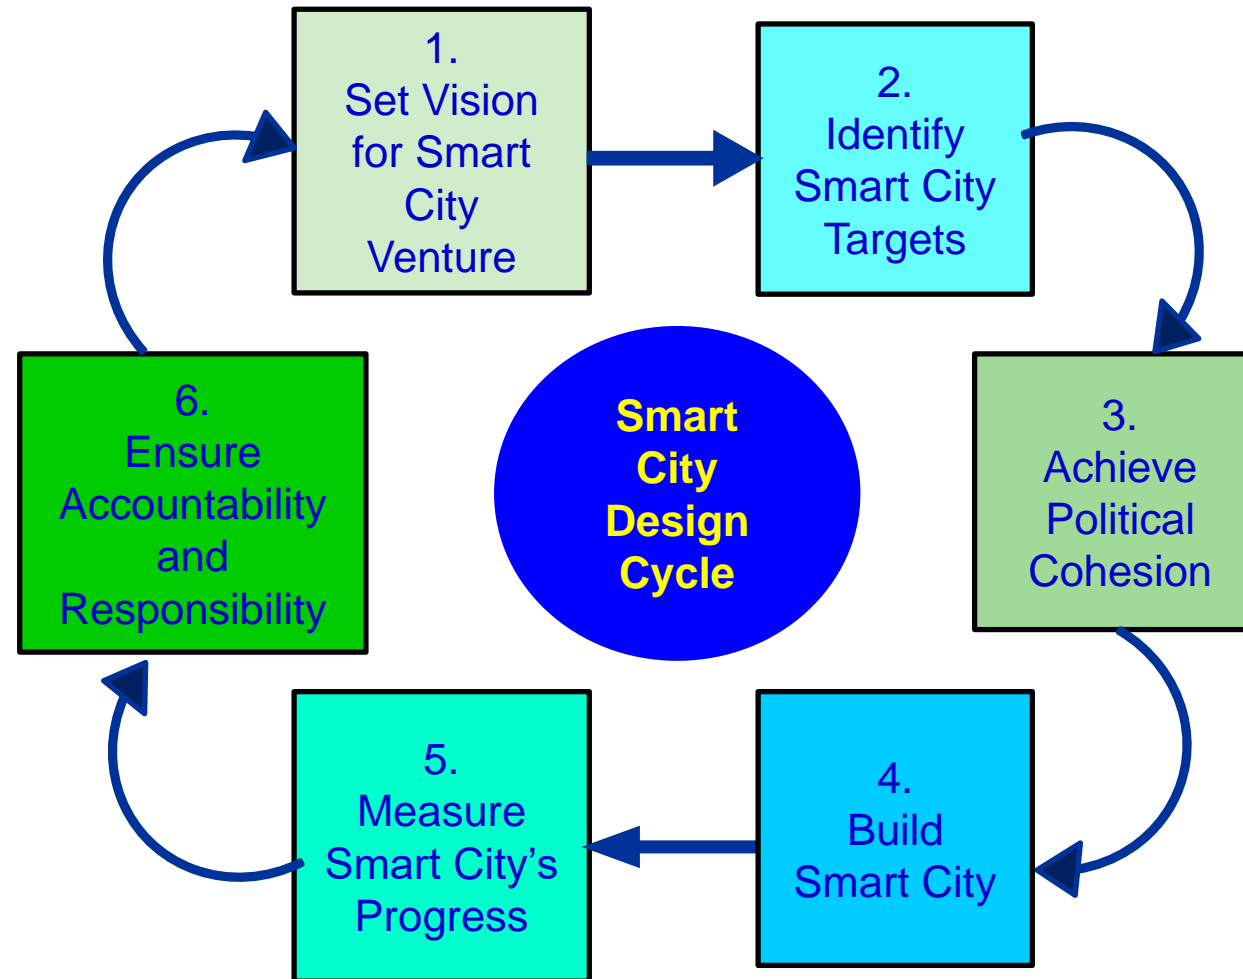 1.
Set Vision
for Smart
City
Venture
2.
Identify
Smart City
Targets
3.
Achieve
Political
Cohesion
4.
Build
Smart City
5.
Measure
Smart City’s
Progress
6.
Ensure
Accountability
and
Responsibility
Smart
City
Design
Cycle